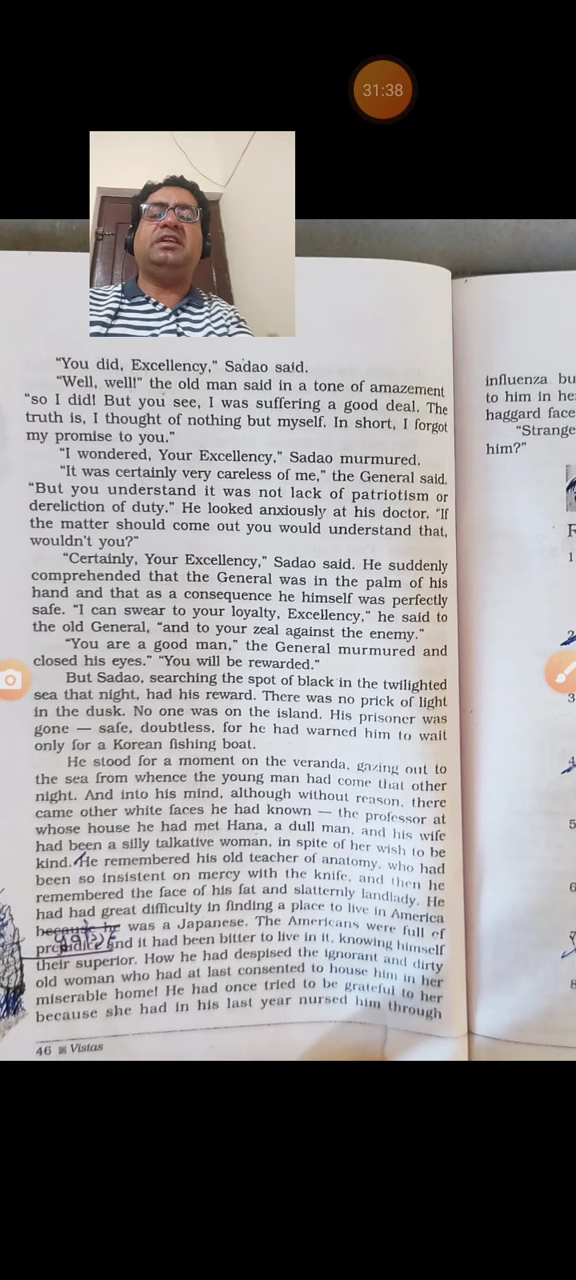 31:38
"You did, Excellency," Sadao said.
"Well, well!" the old man said in a tone of amazement
"so I did! But you see, I was suffering a good deal. The
truth is, I thought of nothing but myself. In short, I forgot
my promise to you."
"I wondered, Your Excellency," Sadao murmured.
"It was certainly very careless of me," the General said.
"But you understand it was not lack of patriotism or
dereliction of duty." He looked anxiously at his doctor. "If
the matter should come out you would understand that,
wouldn't you?"
"Certainly, Your Excellency," Sadao said. He suddenly
comprehended that the General was in the palm of his
hand and that as a consequence he himself was perfectly
safe. "I can swear to your loyalty, Excellency," he said to
the old General, "and to your zeal against the enemy."
"You are a good man," the General murmured and
closed his eyes." "You will be rewarded."
But Sadao, searching the spot of black in the twilighted
sea that night, had his reward. There was no prick of light
in the dusk. No one was on the island. His prisoner was
gone — safe, doubtless, for he had warned him to wait
only for a Korean fishing boat.
He stood for a moment on the veranda, gazing out to
the sea from whence the young man had come that other
night. And into his mind, although without reason, there
came other white faces he had known — the professor at
whose house he had met Hana, a dull man, and his wife
had been a silly talkative woman, in spite of her wish to be
kind. He remembered his old teacher of anatomy, who had
been so insistent on mercy with the knife, and then he
remembered the face of his fat and slatternly landlady. He
had had great difficulty in finding a place to live in America
because he was a Japanese. The Americans were full of
prejudice and it had been bitter to live in it, knowing himself
their superior. How he had despised the ignorant and dirty
old woman who had at last consented to house him in her
miserable home! He had once tried to be grateful to her
because she had in his last year nursed him through
46 Vistas
influenza bu
to him in he
haggard face
"Strange
him?"
1
2
3
4
5
6
8